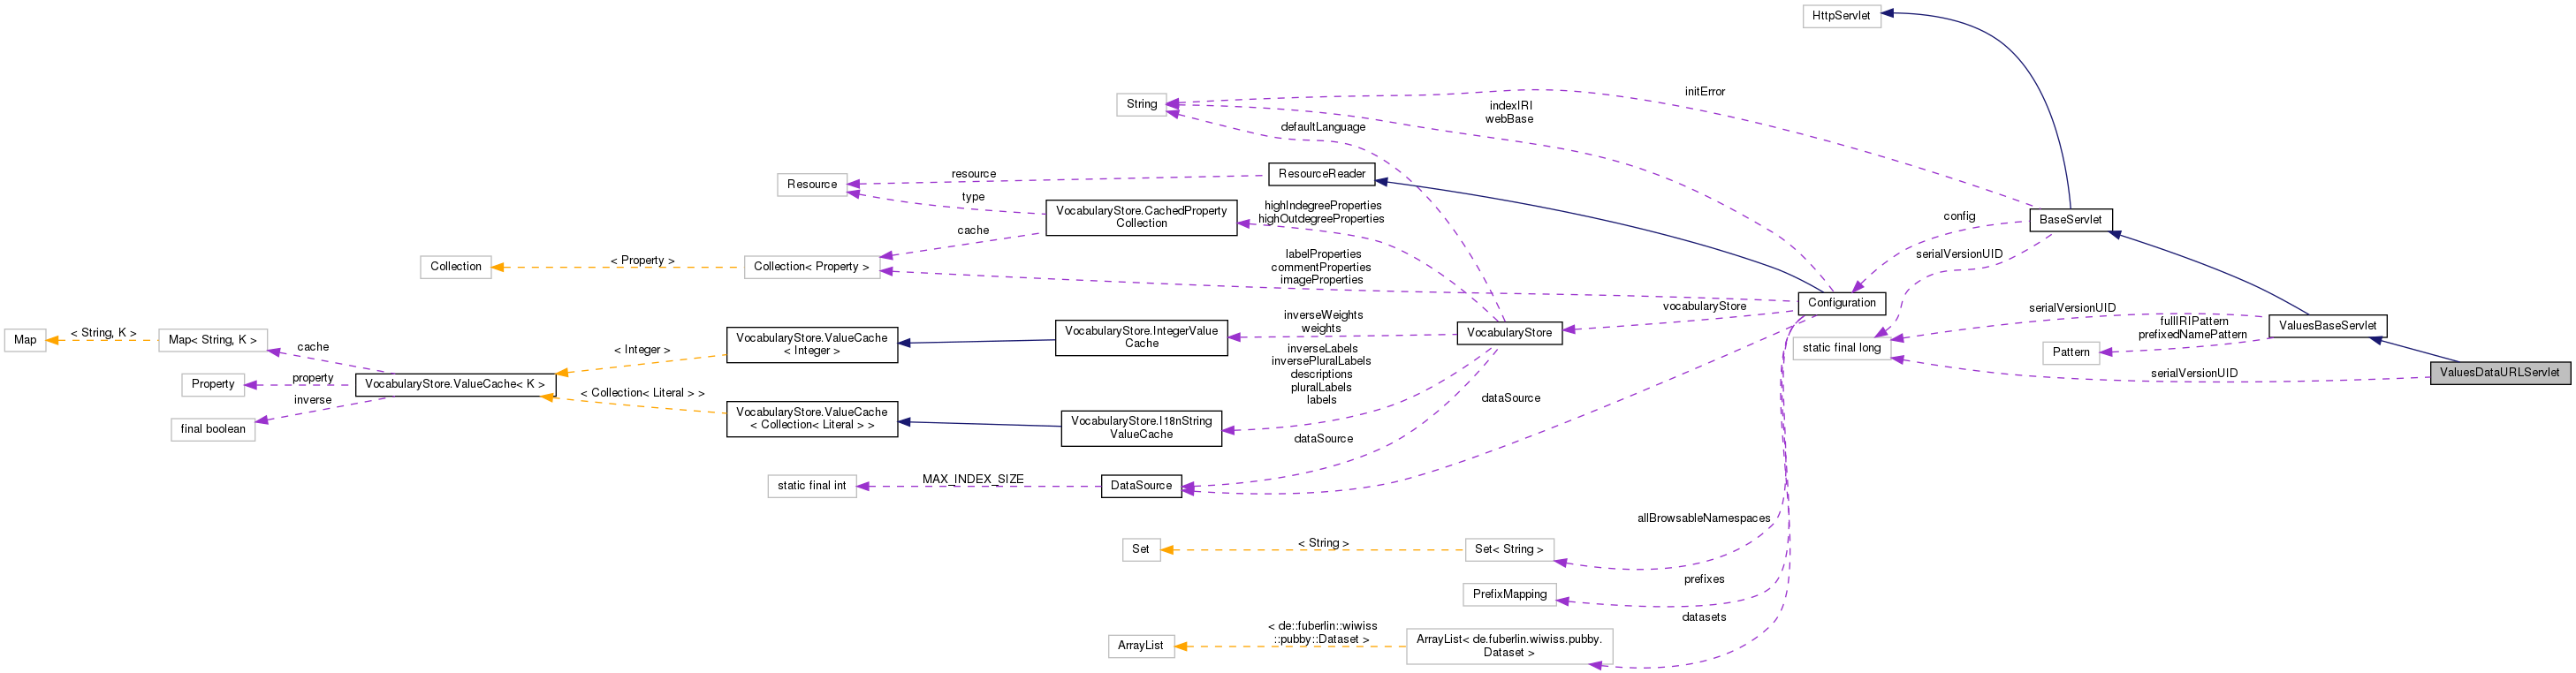 HttpServlet
initError
String
indexIRI
webBase
defaultLanguage
resource
ResourceReader
Resource
type
VocabularyStore.CachedProperty
Collection
highIndegreeProperties
highOutdegreeProperties
config
BaseServlet
cache
serialVersionUID
Collection
< Property >
Collection< Property >
labelProperties
commentProperties
imageProperties
Configuration
vocabularyStore
serialVersionUID
inverseWeights
weights
VocabularyStore
VocabularyStore.IntegerValue
Cache
fullIRIPattern
prefixedNamePattern
ValuesBaseServlet
Map
< String, K >
Map< String, K >
cache
< Integer >
VocabularyStore.ValueCache
< Integer >
static final long
Pattern
inverseLabels
inversePluralLabels
descriptions
pluralLabels
labels
serialVersionUID
ValuesDataURLServlet
Property
property
VocabularyStore.ValueCache< K >
inverse
final boolean
< Collection< Literal > >
VocabularyStore.ValueCache
< Collection< Literal > >
VocabularyStore.I18nString
ValueCache
dataSource
dataSource
static final int
MAX_INDEX_SIZE
DataSource
allBrowsableNamespaces
Set
< String >
Set< String >
prefixes
PrefixMapping
datasets
ArrayList
< de::fuberlin::wiwiss
::pubby::Dataset >
ArrayList< de.fuberlin.wiwiss.pubby.
Dataset >